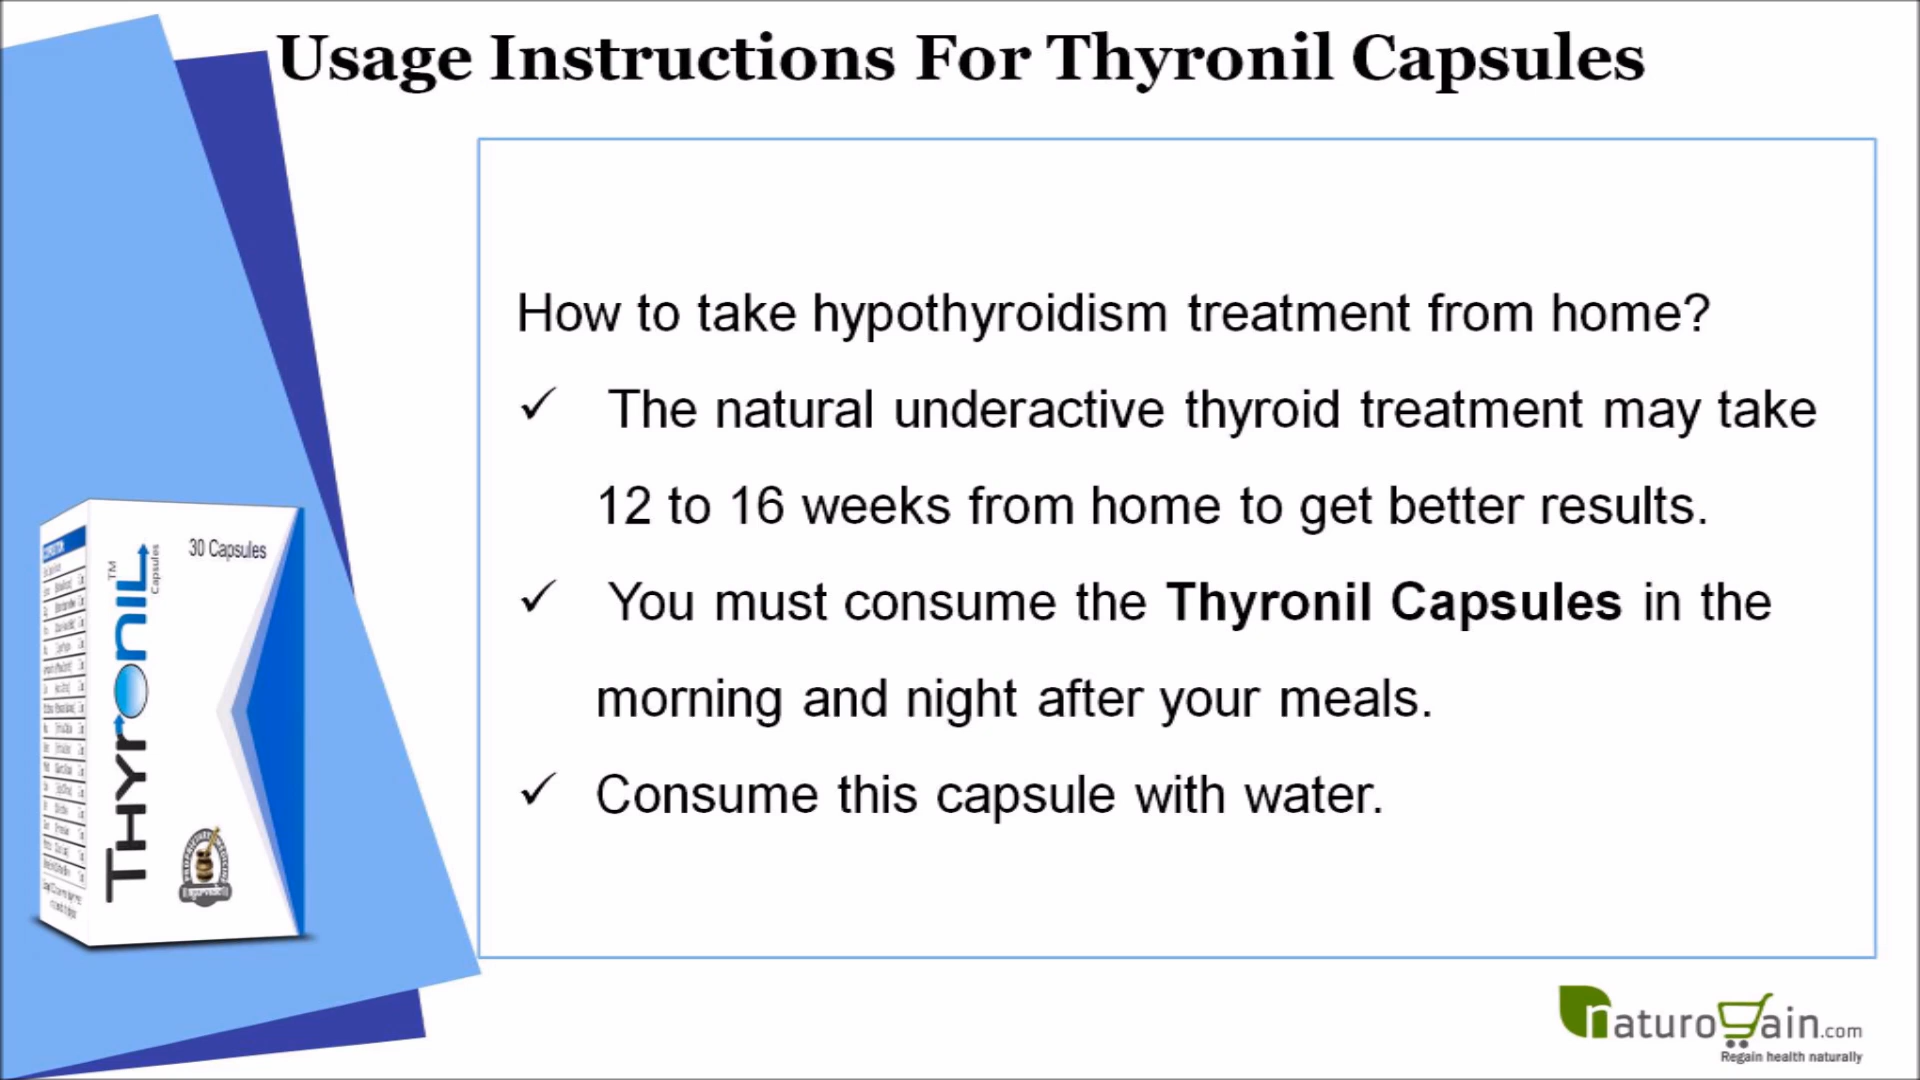 Usage Instructions For Thyronil Capsules
How to take hypothyroidism treatment from home?
✓ The natural underactive thyroid treatment may take
12 to 16 weeks from home to get better results.
✓ You must consume the Thyronil Capsules in the
morning and night after your meals.
✓ Consume this capsule with water.
30 Capsules
THYrONIL™
Capsules
naturogain.com
Regain health naturally